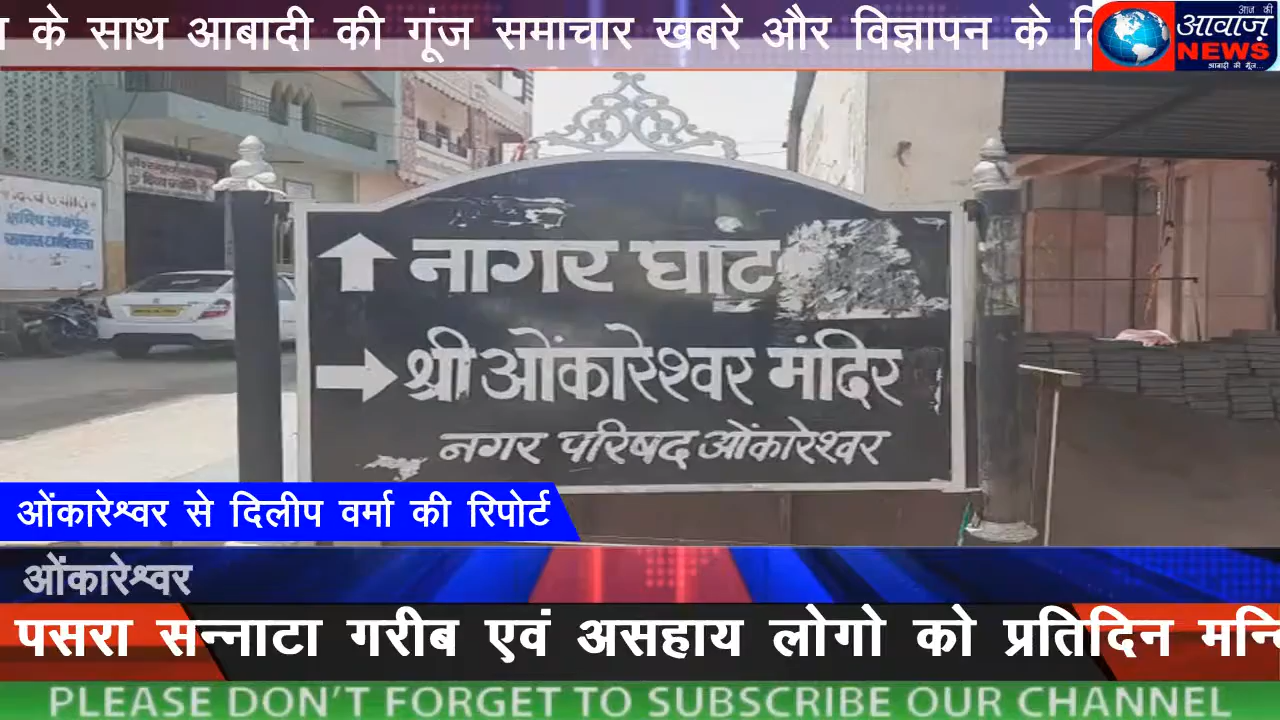 के साथ आबादी की गूंज समाचार खबरे और विज्ञापन के
आज की
आवाज़
NEWS
आबादी की गूँज...
नागर घाट
श्री ओंकारेश्वर मंदिर
नगर परिषद ओंकारेश्वर
ओंकारेश्वर से दिलीप वर्मा की रिपोर्ट
ओंकारेश्वर
पसरा सन्नाटा गरीब एवं असहाय लोगो को प्रतिदिन
PLEASE DON'T FORGET TO SUBSCRIBE OUR CHANNEL